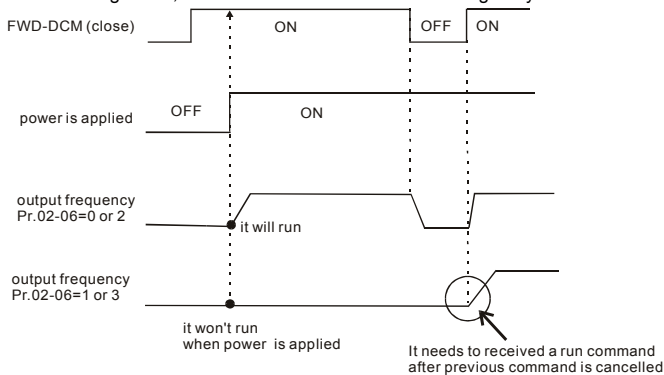 FWD-DCM (close)
ON
OFF
ON
power is applied
OFF
ON
output frequency
Pr.02-06=0 or 2
it will run
output frequency
Pr.02-06=1 or 3
it won't run
when power is applied
It needs to received a run command
after previous command is cancelled